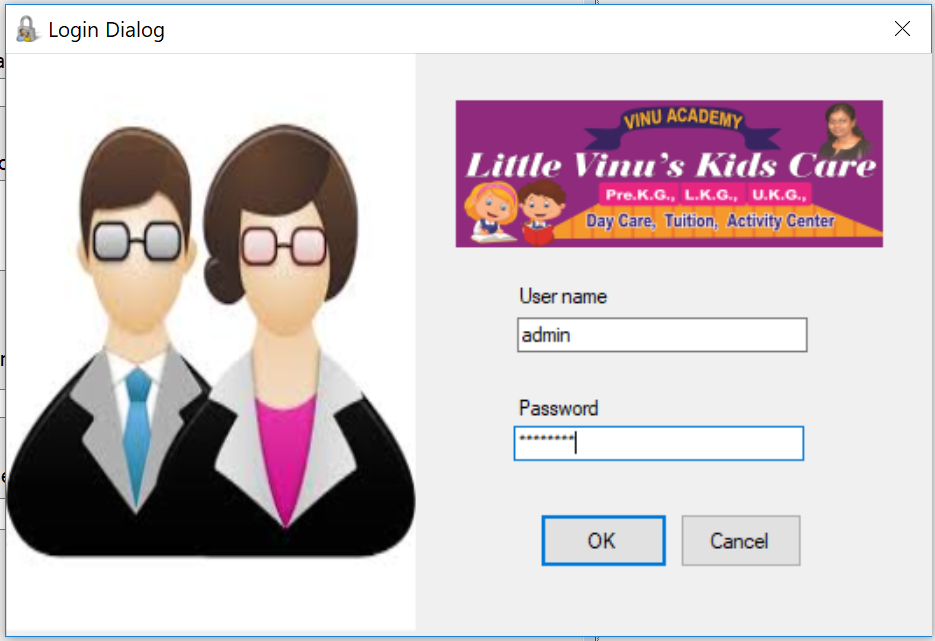 Login Dialog
VINU ACADEMY
Little Vinu's Kids Care
Pre.K.G., L.K.G., U.K.G.,
Day Care, Tuition, Activity Center
User name
admin
Password
********
OK Cancel